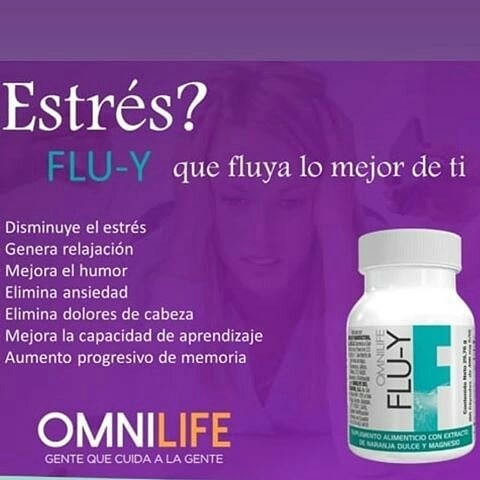 Estrés?
FLU-Y que fluya lo mejor de ti
Disminuye el estrés
Genera relajación
Mejora el humor
Elimina ansiedad
Elimina dolores de cabeza
Mejora la capacidad de aprendizaje
Aumento progresivo de memoria
OMNILIFE
GENTE QUE CUIDA A LA GENTE
OMNILIFE
FLU-Y
SUPLEMENTO ALIMENTICIO CON EXTRACTO
DE NARANJA DULCE Y MAGNESIO
Contenido Neto